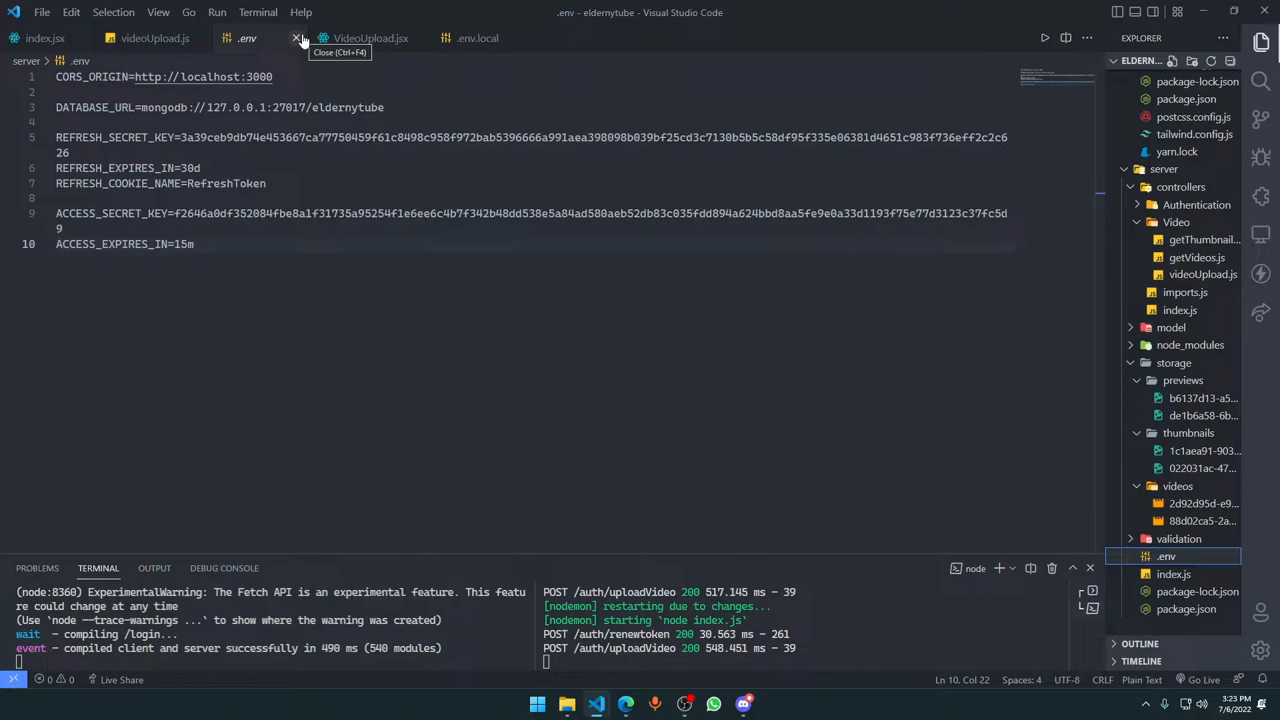 File Edit Selection View Go Run Terminal Help
.env - eldernytube - Visual Studio Code
index.jsx videoUpload.js .env VideoUpload.jsx .env.local
Close (Ctrl+F4)
server > .env
1 CORS_ORIGIN=http://localhost:3000
2
3 DATABASE_URL=mongodb://127.0.0.1:27017/eldernytube
4
5 REFRESH_SECRET_KEY=3a39ceb9db74e453667ca77750459f61c8498c958f972bab5396666a991aea398098b039bf25cd3c7130b5b5c58df95f335e06381d4651c983f736eff2c2c6
26
6 REFRESH_EXPIRES_IN=30d
7 REFRESH_COOKIE_NAME=RefreshToken
8
9 ACCESS_SECRET_KEY=f2646a0df352084fbe8a1f31735a95254f1e6ee6c4b7f342b48dd538e5a84ad580aeb52db83c035fdd894a624bbd8aa5fe9e0a33d1193f75e77d3123c37fc5d
9
10 ACCESS_EXPIRES_IN=15m
EXPLORER
ELDERN...
package-lock.json
package.json
postcss.config.js
tailwind.config.js
yarn.lock
server
controllers
Authentication
Video
getThumbnail...
getVideos.js
videoUpload.js
imports.js
index.js
model
node_modules
storage
previews
b6137d13-a5...
de1b6a58-6b...
thumbnails
1c1aea91-903...
022031ac-47...
videos
2d92d95d-e9...
88d02ca5-2a...
validation
.env
index.js
package-lock.json
package.json
OUTLINE
TIMELINE
PROBLEMS TERMINAL OUTPUT DEBUG CONSOLE
node
(node:8360) ExperimentalWarning: The Fetch API is an experimental feature. This featu
re could change at any time
(Use `node --trace-warnings ...` to show where the warning was created)
wait - compiling /login...
event - compiled client and server successfully in 490 ms (540 modules)
POST /auth/uploadVideo 200 517.145 ms - 39
[nodemon] restarting due to changes...
[nodemon] starting `node index.js`
POST /auth/renewtoken 200 30.563 ms - 261
POST /auth/uploadVideo 200 548.451 ms - 39
0 0 Live Share
Ln 10, Col 22 Spaces: 4 UTF-8 CRLF Plain Text Go Live
3:23 PM
7/6/2022